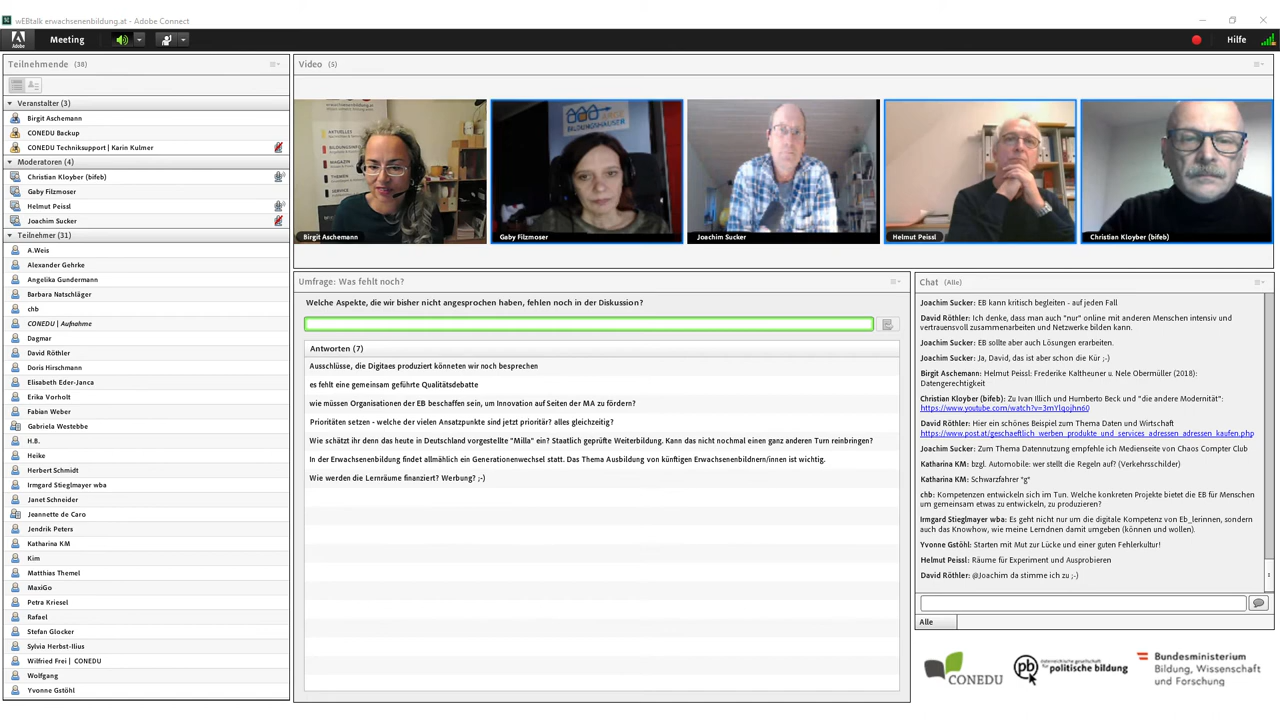 wEBtalk erwachsenenbildung.at - Adobe Connect
Adobe
Meeting
Hilfe
Teilnehmende (38)
Veranstalter (3)
Birgit Aschemann
CONEDU Backup
CONEDU Techniksupport | Karin Kulmer
Moderatoren (4)
Christian Kloyber (bifeb)
Gaby Filzmoser
Helmut Peissl
Joachim Sucker
Teilnehmer (31)
A.Weis
Alexander Gehrke
Angelika Gundermann
Barbara Natschläger
chb
CONEDU | Aufnahme
Dagmar
David Röthler
Doris Hirschmann
Elisabeth Eder-Janca
Erika Vorholt
Fabian Weber
Gabriela Westebbe
H.B.
Heike
Herbert Schmidt
Irmgard Stieglmayer wba
Janet Schneider
Jeannette de Caro
Jendrik Peters
Katharina KM
Kim
Matthias Themel
MaxiGo
Petra Kriesel
Rafael
Stefan Glocker
Sylvia Herbst-Ilius
Wilfried Frei | CONEDU
Wolfgang
Yvonne Gstöhl
Video (5)
AKTUELLES
MAGAZIN
THEMEN
SERVICE
Birgit Aschemann
BILDUNGSHÄUSER
Gaby Filzmoser
Joachim Sucker
Helmut Peissl
Christian Kloyber (bifeb)
Umfrage: Was fehlt noch?
Welche Aspekte, die wir bisher nicht angesprochen haben, fehlen noch in der Diskussion?
Antworten (7)
Ausschlüsse, die Digitaes produziert könneten wir noch besprechen
es fehlt eine gemeinsam geführte Qualitätsdebatte
wie müssen Organisationen der EB beschaffen sein, um Innovation auf Seiten der MA zu fördern?
Prioritäten setzen - welche der vielen Ansatzpunkte sind jetzt prioritär? alles gleichzeitig?
Wie schätzt ihr denn das heute in Deutschland vorgestellte "Milla" ein? Staatlich geprüfte Weiterbildung. Kann das nicht nochmal einen ganz anderen Turn reinbringen?
In der Erwachsenenbildung findet allmählich ein Generationenwechsel statt. Das Thema Ausbildung von künftigen Erwachsenenbildnern/innen ist wichtig.
Wie werden die Lernräume finanziert? Werbung? ;-)
Chat (Alle)
Joachim Sucker: EB kann kritisch begleiten - auf jeden Fall
David Röthler: Ich denke, dass man auch "nur" online mit anderen Menschen intensiv und
vertrauensvoll zusammenarbeiten und Netzwerke bilden kann.
Joachim Sucker: EB sollte aber auch Lösungen erarbeiten.
Joachim Sucker: Ja, David, das ist aber schon die Kür ;-)
Birgit Aschemann: Helmut Peissl: Frederike Kaltheuner u. Nele Obermüller (2018):
Datengerechtigkeit
Christian Kloyber (bifeb): Zu Ivan Illich und Humberto Beck und "die andere Modernität":
https://www.youtube.com/watch?v=3mYlqojhn60
David Röthler: Hier ein schönes Beispiel zum Thema Daten und Wirtschaft
https://www.post.at/geschaeftlich_werben_produkte_und_services_adressen_adressen_kaufen.php
Joachim Sucker: Zum Thema Datennutzung empfehle ich Medienseite von Chaos Compter Club
Katharina KM: bzgl. Automobile: wer stellt die Regeln auf? (Verkehrsschilder)
Katharina KM: Schwarzfahrer "g"
chb: Kompetenzen entwickeln sich im Tun. Welche konkreten Projekte bietet die EB für Menschen
um gemeinsam etwas zu entwickeln, zu produzieren?
Irmgard Stieglmayer wba: Es geht nicht nur um die digitale Kompetenz von Eb_lerinnen, sondern
auch das Knowhow, wie meine Lerndnen damit umgeben (können und wollen).
Yvonne Gstöhl: Starten mit Mut zur Lücke und einer guten Fehlerkultur!
Helmut Peissl: Räume für Experiment und Ausprobieren
David Röthler: @Joachim da stimme ich zu ;-)
Alle
CONEDU
pb
österreichische gesellschaft für
politische bildung
Bundesministerium
Bildung, Wissenschaft
und Forschung